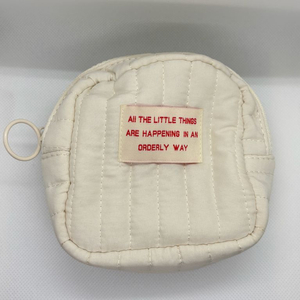 All THE LITTLE THINGS
ARE HAPPENING IN AN
ORDERLY WAY